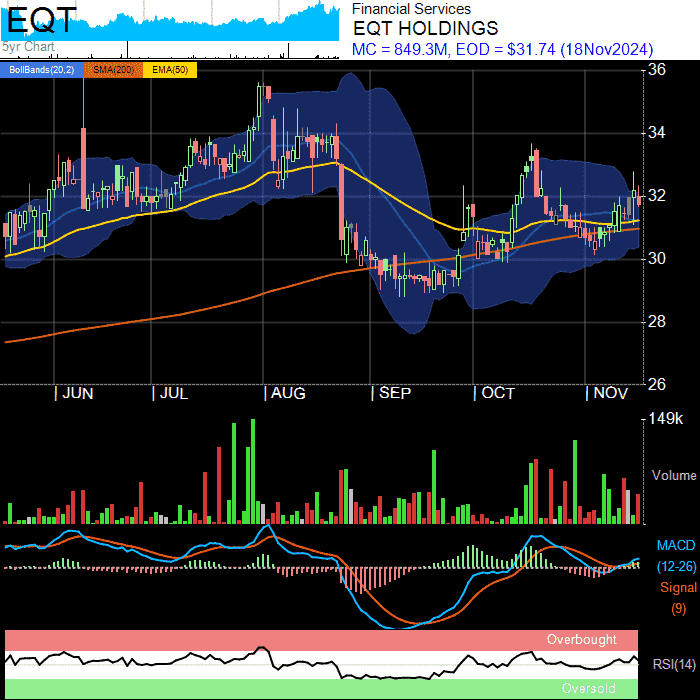 EQT
5yr Chart
Financial Services
EQT HOLDINGS
MC = 849.3M, EOD = $31.74 (18Nov2024)
BollBands(20,2) SMA(200) EMA(50)
36
34
32
30
28
26
JUN JUL AUG SEP OCT NOV
149k
Volume
MACD
(12-26)
Signal
(9)
Overbought
RSI(14)
Oversold